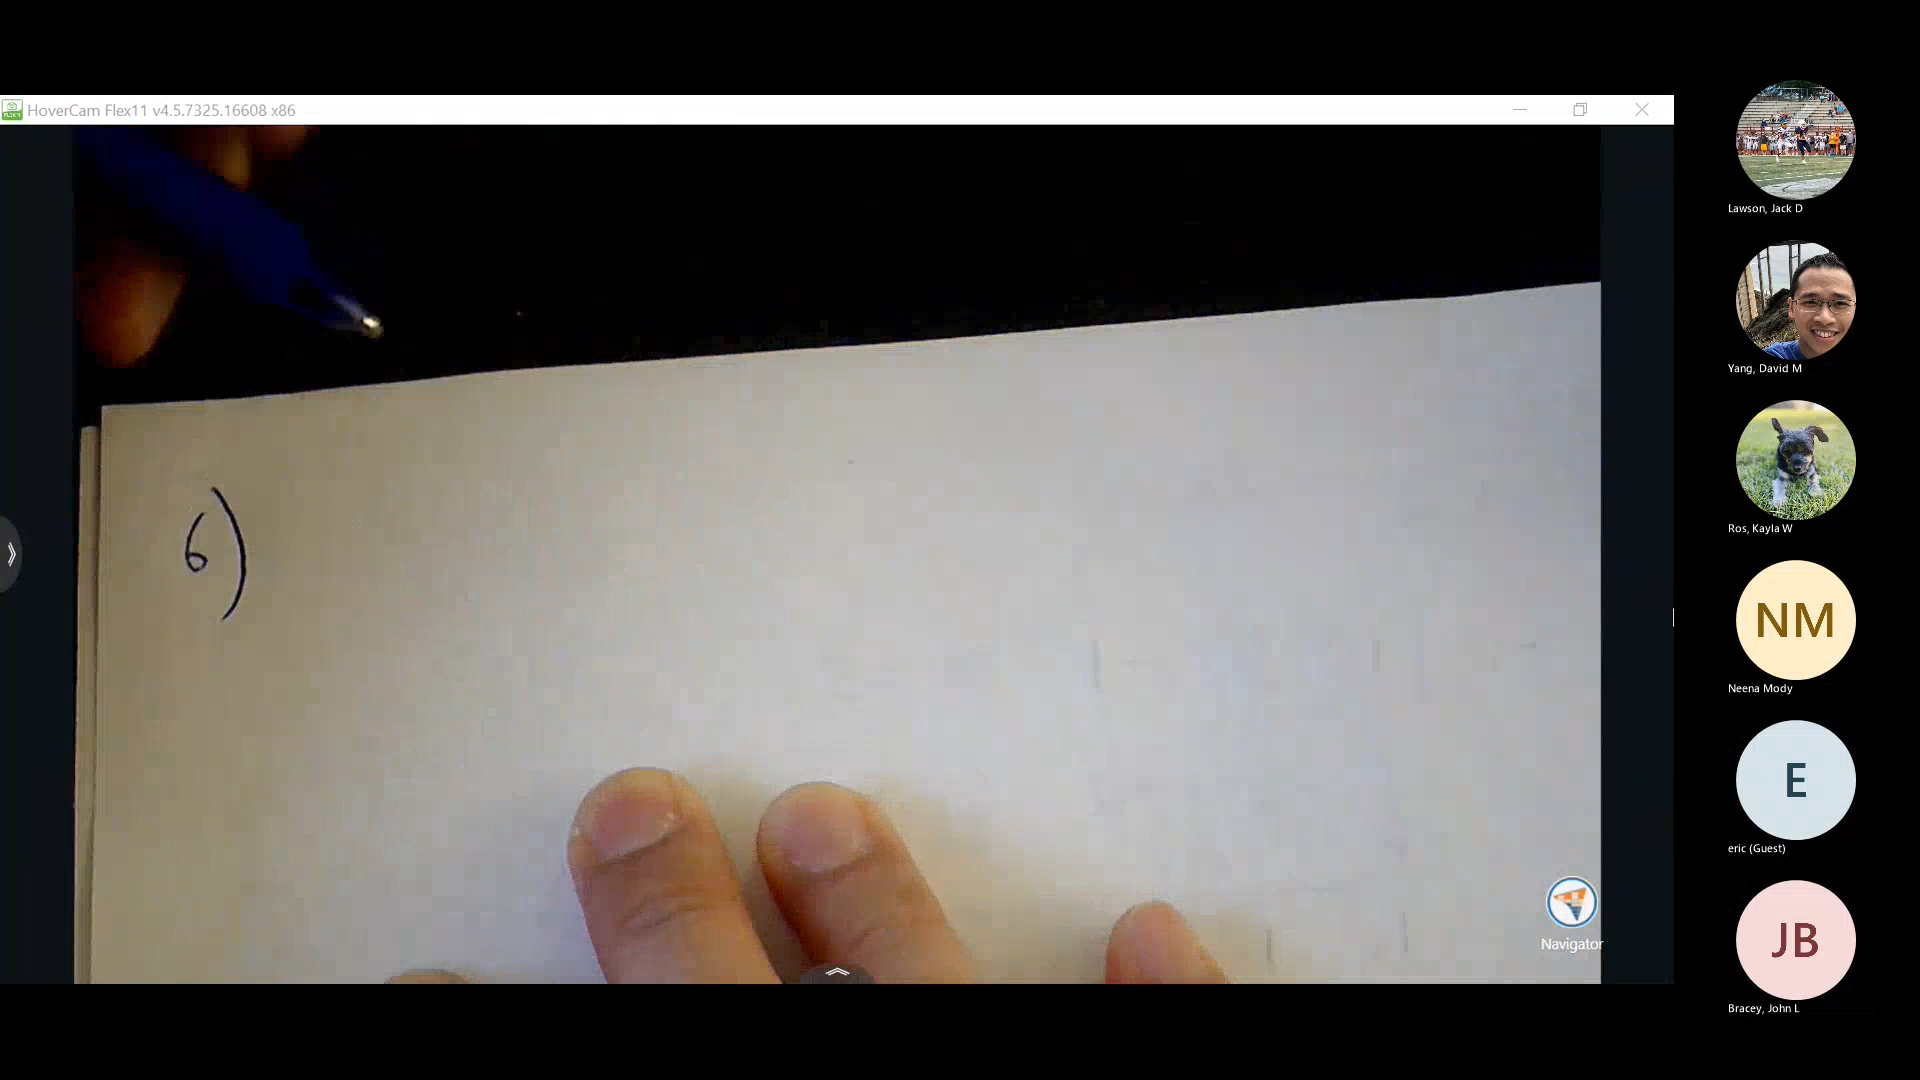 HoverCam Flex11 v4.5.7325.16608 x86
6)
Navigator
Lawson, Jack D
Yang, David M
Ros, Kayla W
NM
Neena Mody
E
eric (Guest)
JB
Bracey, John L